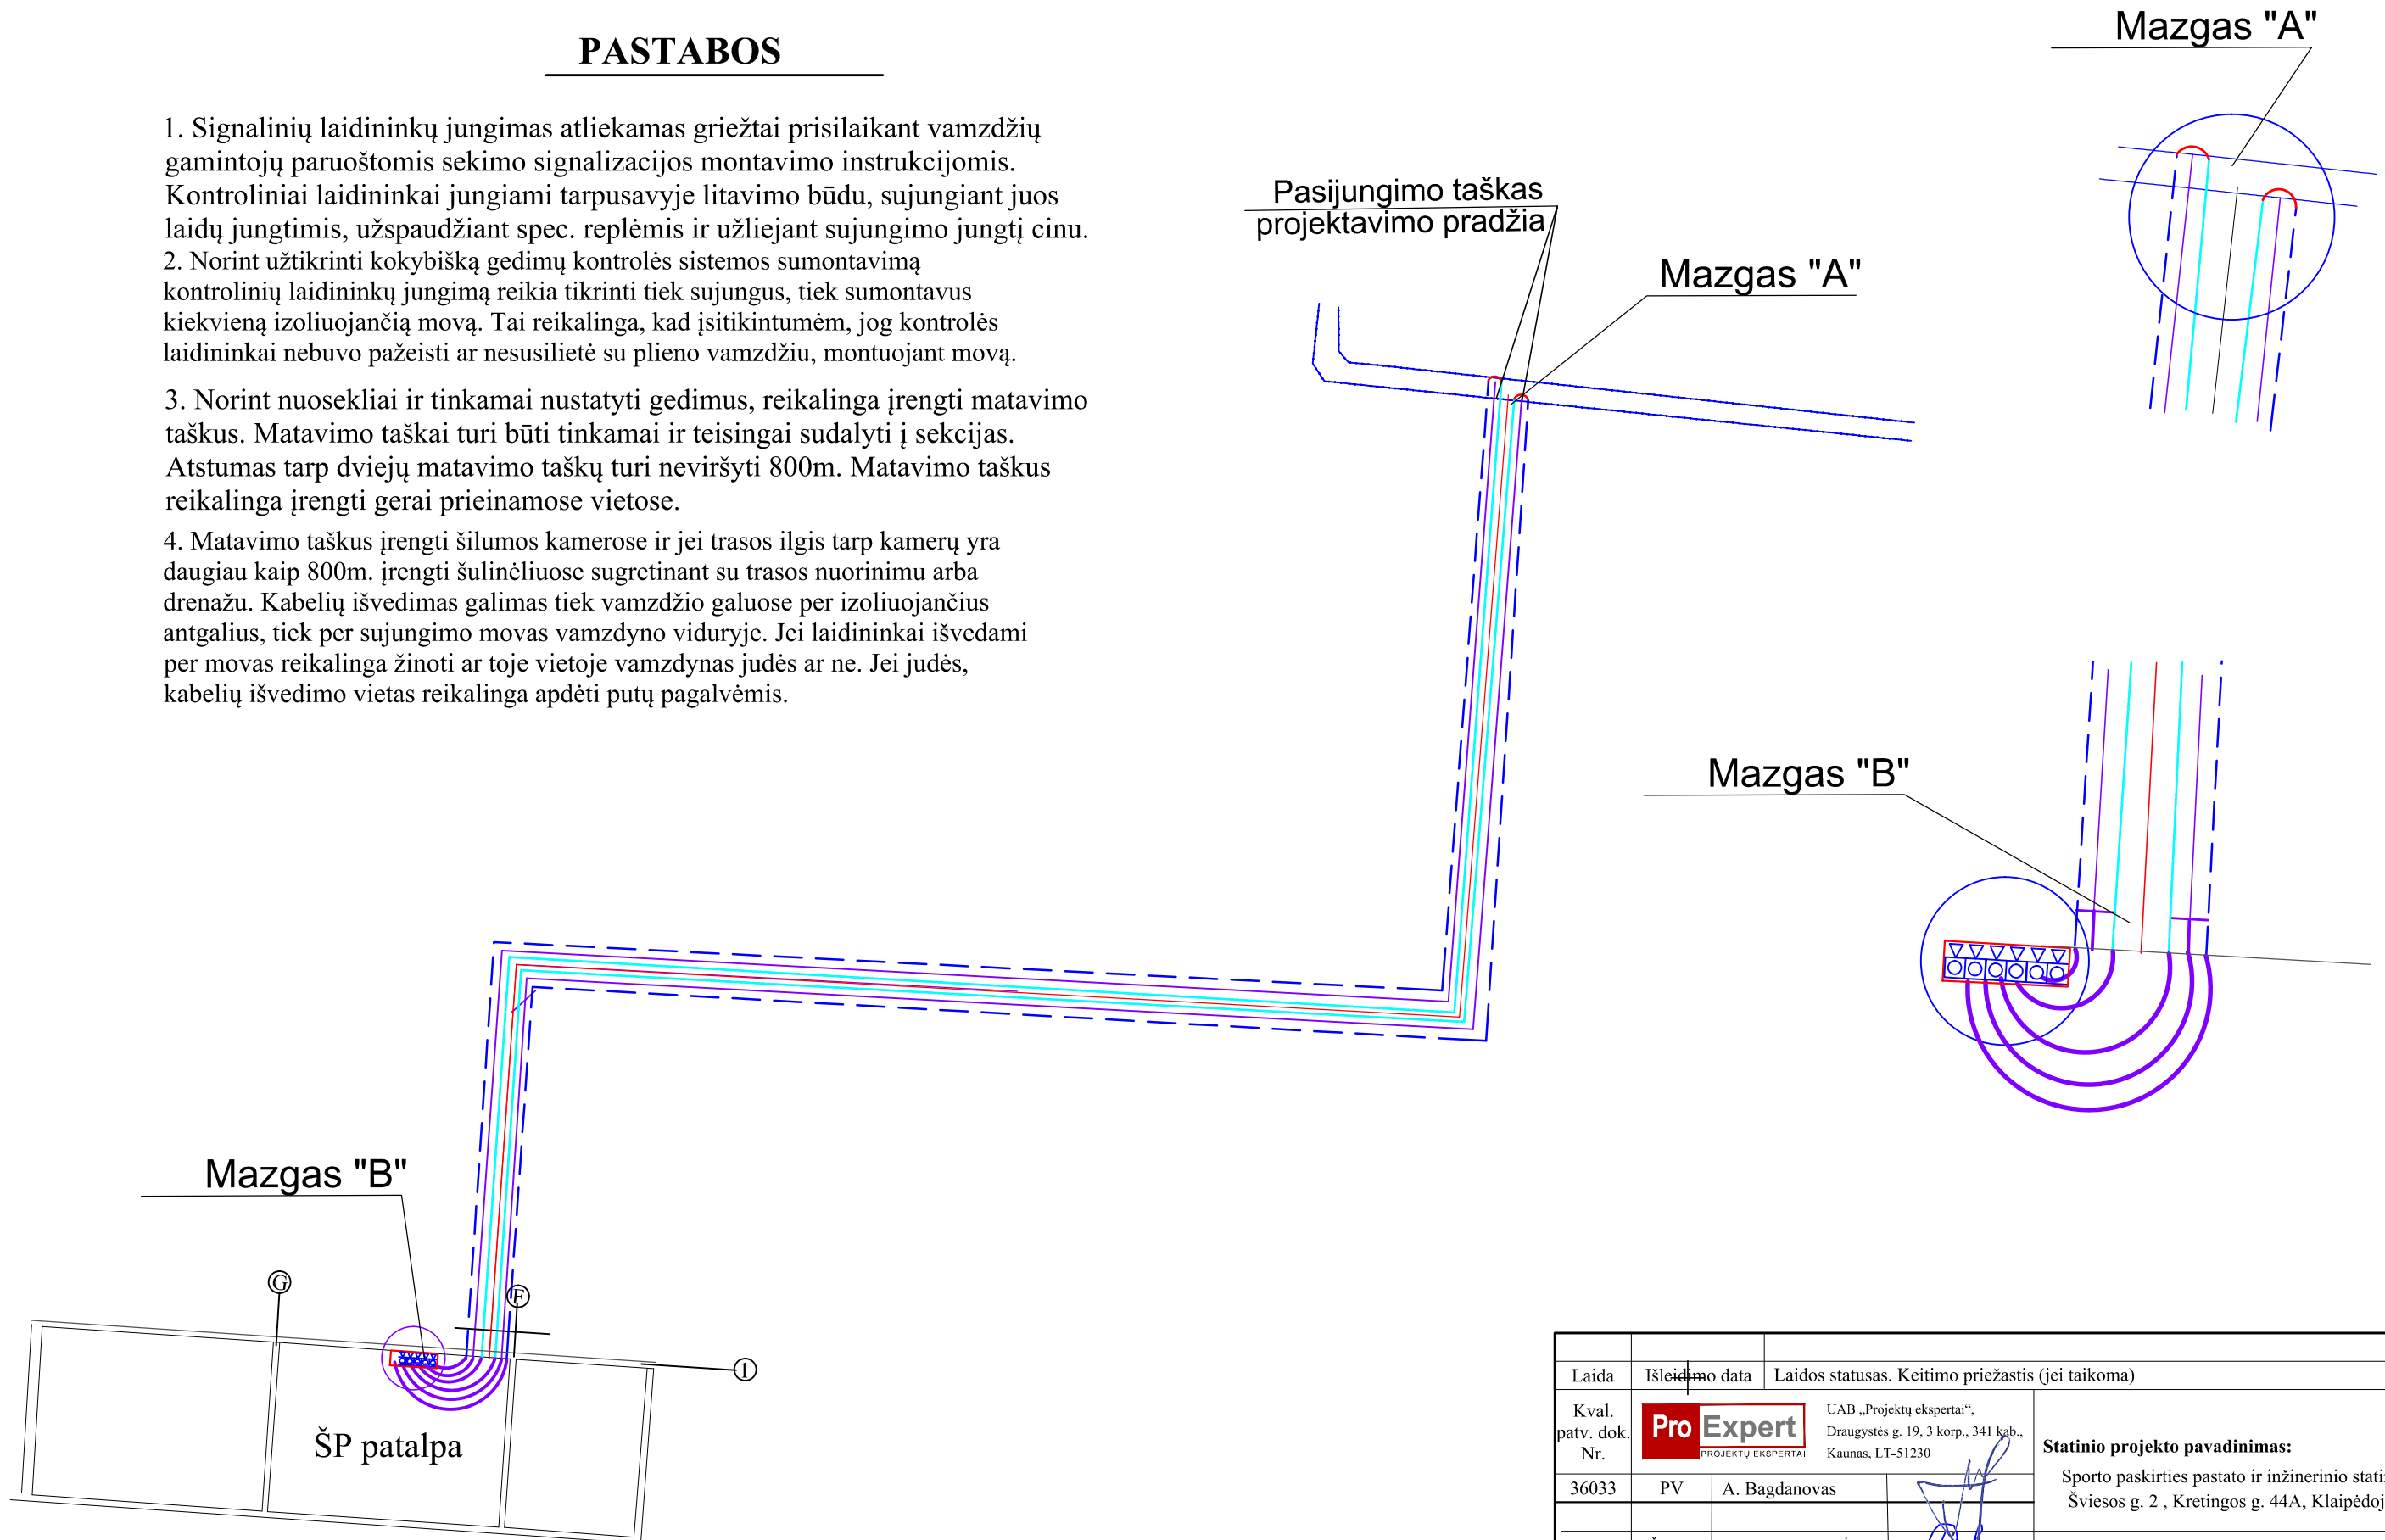 PASTABOS
1. Signalinių laidininkų jungimas atliekamas griežtai prisilaikant vamzdžių
gamintojų paruoštomis sekimo signalizacijos montavimo instrukcijomis.
Kontroliniai laidininkai jungiami tarpusavyje litavimo būdu, sujungiant juos
laidų jungtimis, užspaudžiant spec. replėmis ir užliejant sujungimo jungtį cinu.
2. Norint užtikrinti kokybišką gedimų kontrolės sistemos sumontavimą
kontrolinių laidininkų jungimą reikia tikrinti tiek sujungus, tiek sumontavus
kiekvieną izoliuojančią movą. Tai reikalinga, kad įsitikintumėm, jog kontrolės
laidininkai nebuvo pažeisti ar nesusilietė su plieno vamzdžiu, montuojant movą.
3. Norint nuosekliai ir tinkamai nustatyti gedimus, reikalinga įrengti matavimo
taškus. Matavimo taškai turi būti tinkamai ir teisingai sudalyti į sekcijas.
Atstumas tarp dviejų matavimo taškų turi neviršyti 800m. Matavimo taškus
reikalinga įrengti gerai prieinamose vietose.
4. Matavimo taškus įrengti šilumos kamerose ir jei trasos ilgis tarp kamerų yra
daugiau kaip 800m. įrengti šulinėliuose sugretinant su trasos nuorinimu arba
drenažu. Kabelių išvedimas galimas tiek vamzdžio galuose per izoliuojančius
antgalius, tiek per sujungimo movas vamzdyno viduryje. Jei laidininkai išvedami
per movas reikalinga žinoti ar toje vietoje vamzdynas judės ar ne. Jei judės,
kabelių išvedimo vietas reikalinga apdėti putų pagalvėmis.
Mazgas "A"
Pasijungimo taškas
projektavimo pradžia
Mazgas "A"
Mazgas "B"
Mazgas "B"
G
F
1
ŠP patalpa
Laida
Išleidimo data
Laidos statusas. Keitimo priežastis (jei taikoma)
Kval.
patv. dok.
Nr.
Pro Expert
PROJEKTŲ EKSPERTAI
UAB „Projektų ekspertai“,
Draugystės g. 19, 3 korp., 341 kab.,
Kaunas, LT-51230
Statinio projekto pavadinimas:
Sporto paskirties pastato ir inžinerinio
Šviesos g. 2 , Kretingos g. 44A,
36033
PV
A. Bagdanovas